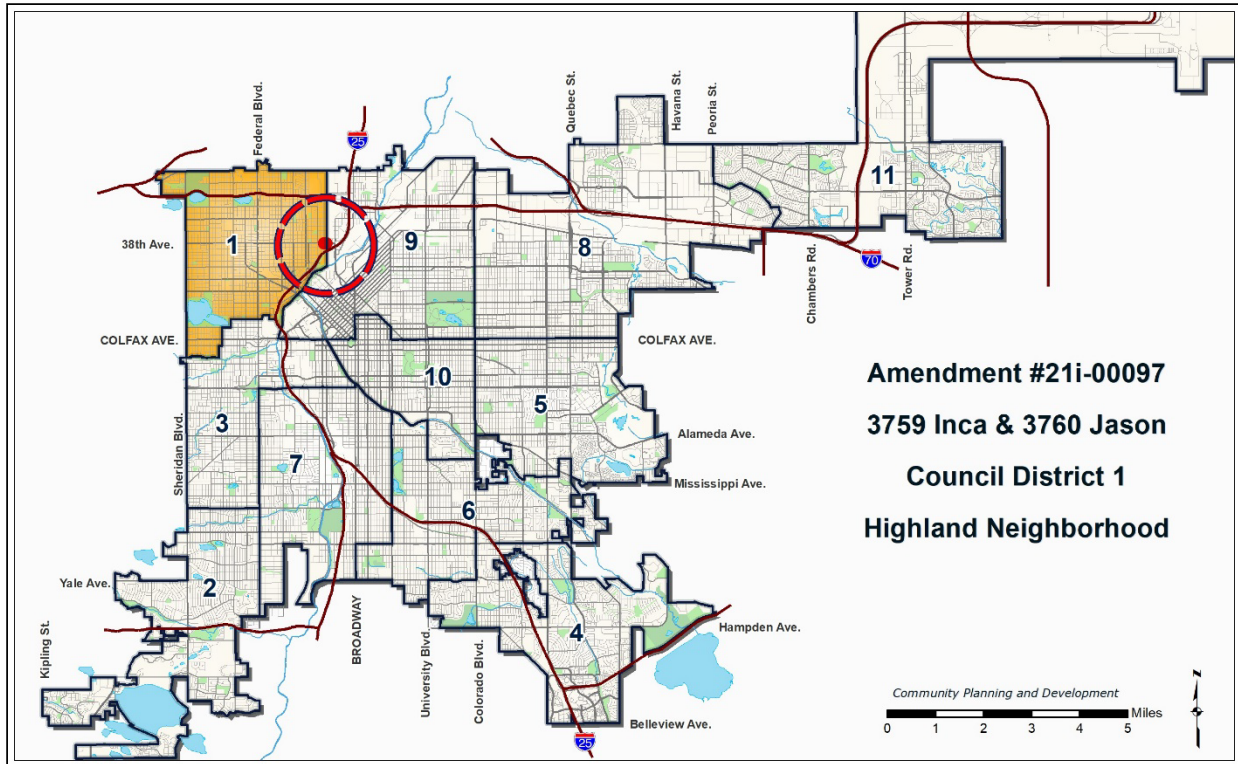 Federal Blvd.
Quebec St.
Havana St.
Peoria St.
25
38th Ave.
1
9
8
11
Chambers Rd.
Tower Rd.
70
COLFAX AVE.
COLFAX AVE.
10
5
3
Sheridan Blvd.
Alameda Ave.
7
Mississippi Ave.
6
Yale Ave.
2
4
Kipling St.
BROADWAY
University Blvd.
Colorado Blvd.
Hampden Ave.
Belleview Ave.
25
Amendment #21i-00097
3759 Inca & 3760 Jason
Council District 1
Highland Neighborhood
Community Planning and Development
Miles
0 1 2 3 4 5
N